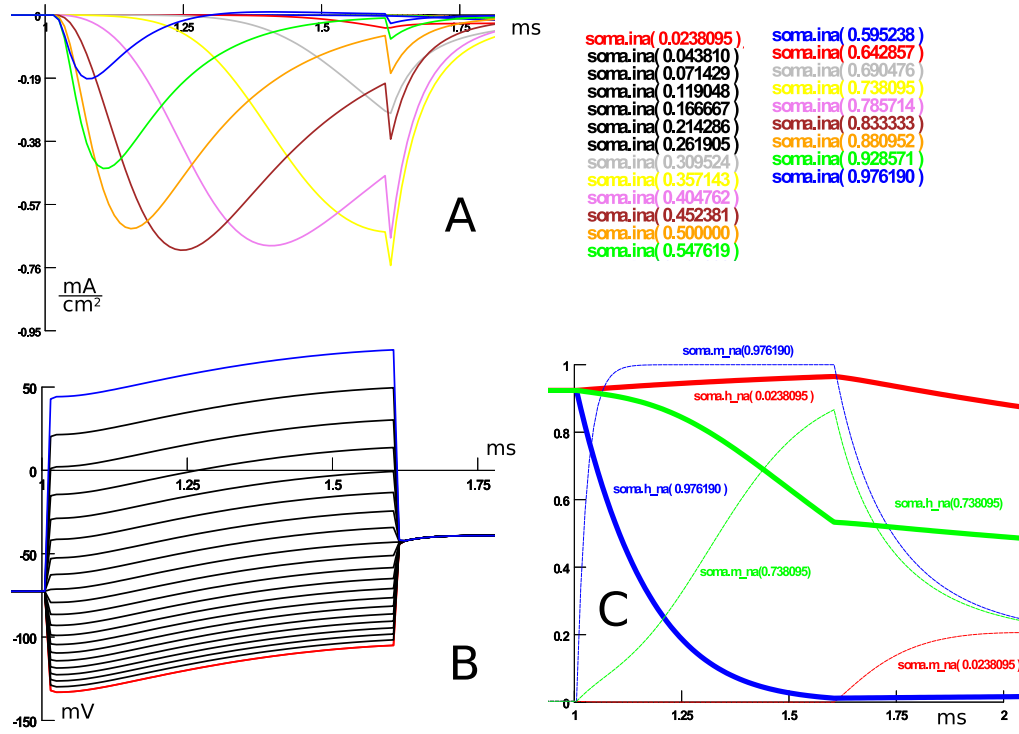 0
1
1.25
1.5
1.75
ms
-0.19
-0.38
-0.57
-0.76
-0.95
mA
cm²
A
soma.ina( 0.0238095 )
soma.ina( 0.043810 )
soma.ina( 0.071429 )
soma.ina( 0.119048 )
soma.ina( 0.166667 )
soma.ina( 0.214286 )
soma.ina( 0.261905 )
soma.ina( 0.309524 )
soma.ina( 0.357143 )
soma.ina( 0.404762 )
soma.ina( 0.452381 )
soma.ina( 0.500000 )
soma.ina( 0.547619 )
soma.ina( 0.595238 )
soma.ina( 0.642857 )
soma.ina( 0.690476 )
soma.ina( 0.738095 )
soma.ina( 0.785714 )
soma.ina( 0.833333 )
soma.ina( 0.880952 )
soma.ina( 0.928571 )
soma.ina( 0.976190 )
50
0
-50
-100
-150
1
1.25
1.5
1.75
ms
mV
B
1
0.8
0.6
0.4
0.2
0
soma.m_na(0.976190)
soma.h_na( 0.0238095 )
soma.h_na( 0.976190 )
soma.h_na(0.738095)
soma.m_na(0.738095)
soma.m_na( 0.0238095 )
C
1
1.25
1.5
1.75
2
ms